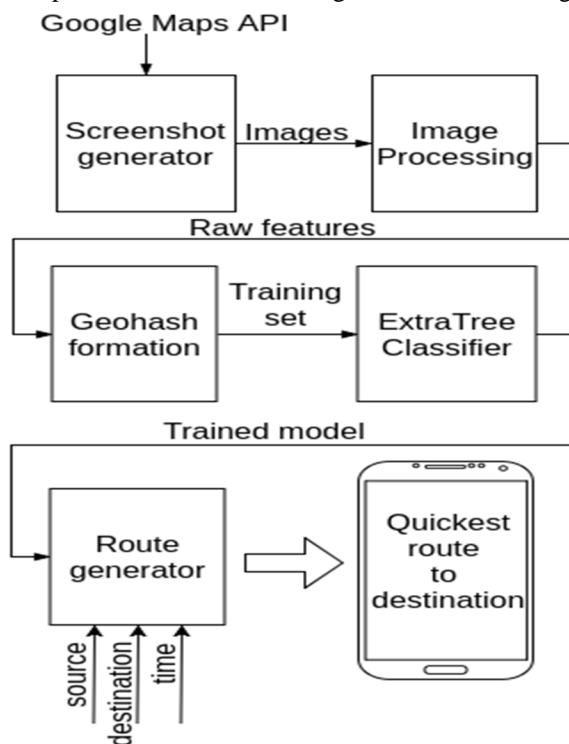 Google Maps API
Screenshot
generator
Images
Image
Processing
Raw features
Geohash
formation
Training
set
ExtraTree
Classifier
Trained model
Route
generator
Quickest
route
to
destination
source
destination
time